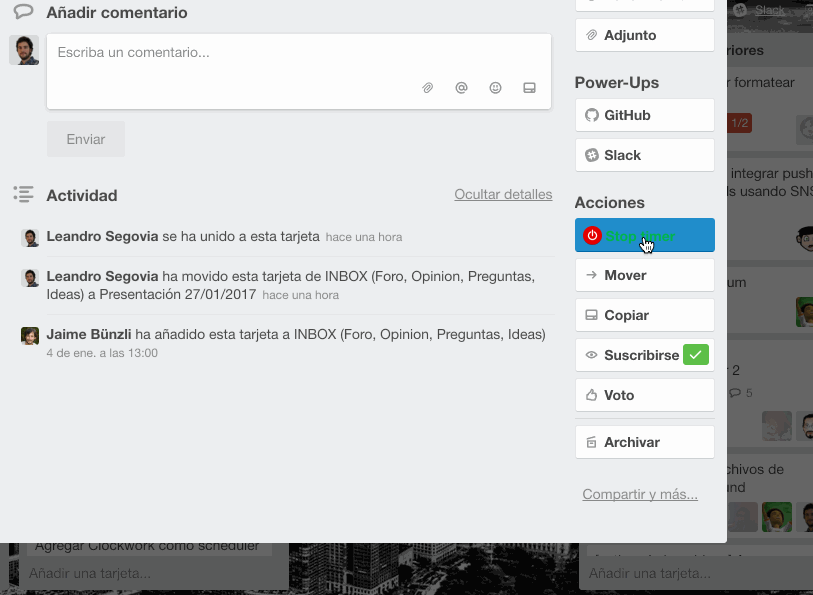 Añadir comentario
Escriba un comentario...
Enviar
Actividad
Ocultar detalles
Leandro Segovia se ha unido a esta tarjeta hace una hora
Leandro Segovia ha movido esta tarjeta de INBOX (Foro, Opinion, Preguntas,
Ideas) a Presentación 27/01/2017 hace una hora
Jaime Bünzli ha añadido esta tarjeta a INBOX (Foro, Opinion, Preguntas, Ideas)
4 de ene. a las 13:00
Adjunto
Power-Ups
GitHub
Slack
Acciones
Stop timer
Mover
Copiar
Suscribirse
Voto
Archivar
Compartir y más...
Slack
riores
r formatear
1/2
integrar push
ls usando SNS
um
2
5
chivos de
und
Agregar Clockwork como scheduler
Añadir una tarjeta...
Añadir una tarjeta...